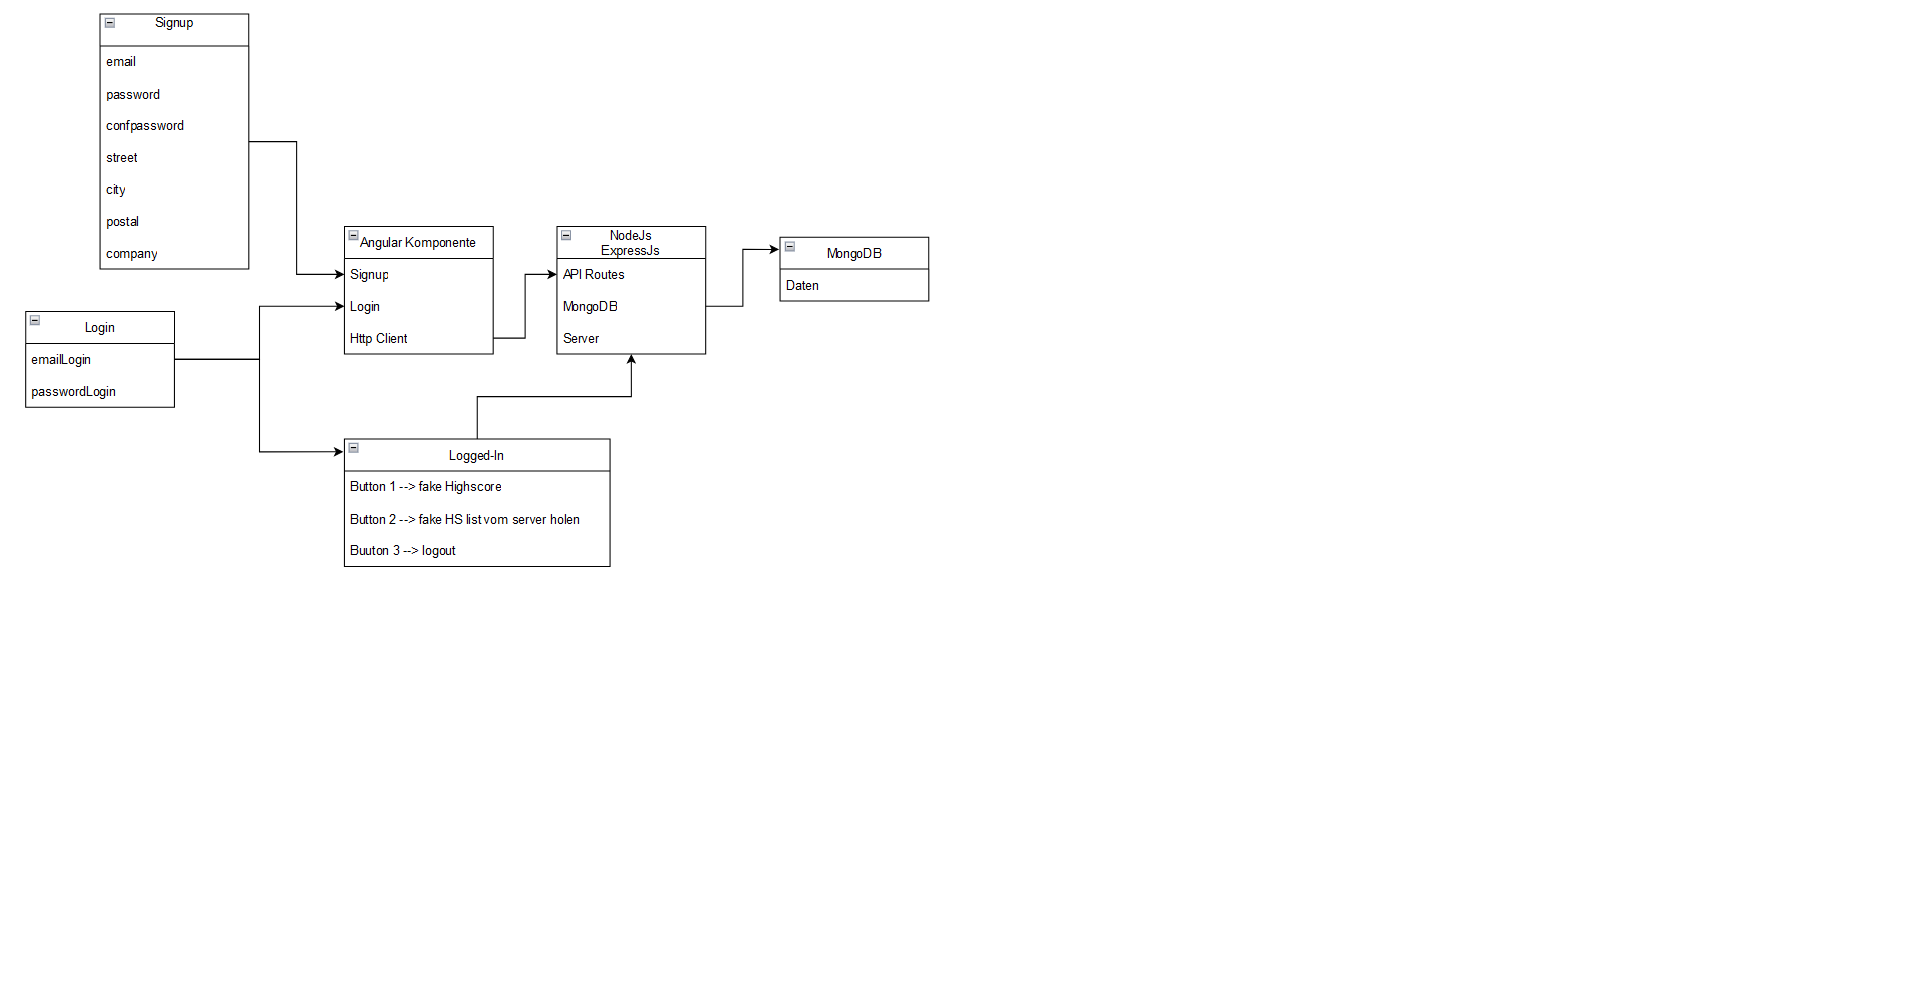 Signup
email
password
confpassword
street
city
postal
company
Login
emailLogin
passwordLogin
Angular Komponente
Signup
Login
Http Client
NodeJs
ExpressJs
API Routes
MongoDB
Server
MongoDB
Daten
Logged-In
Button 1 --> fake Highscore
Button 2 --> fake HS list vom server holen
Buuton 3 --> logout